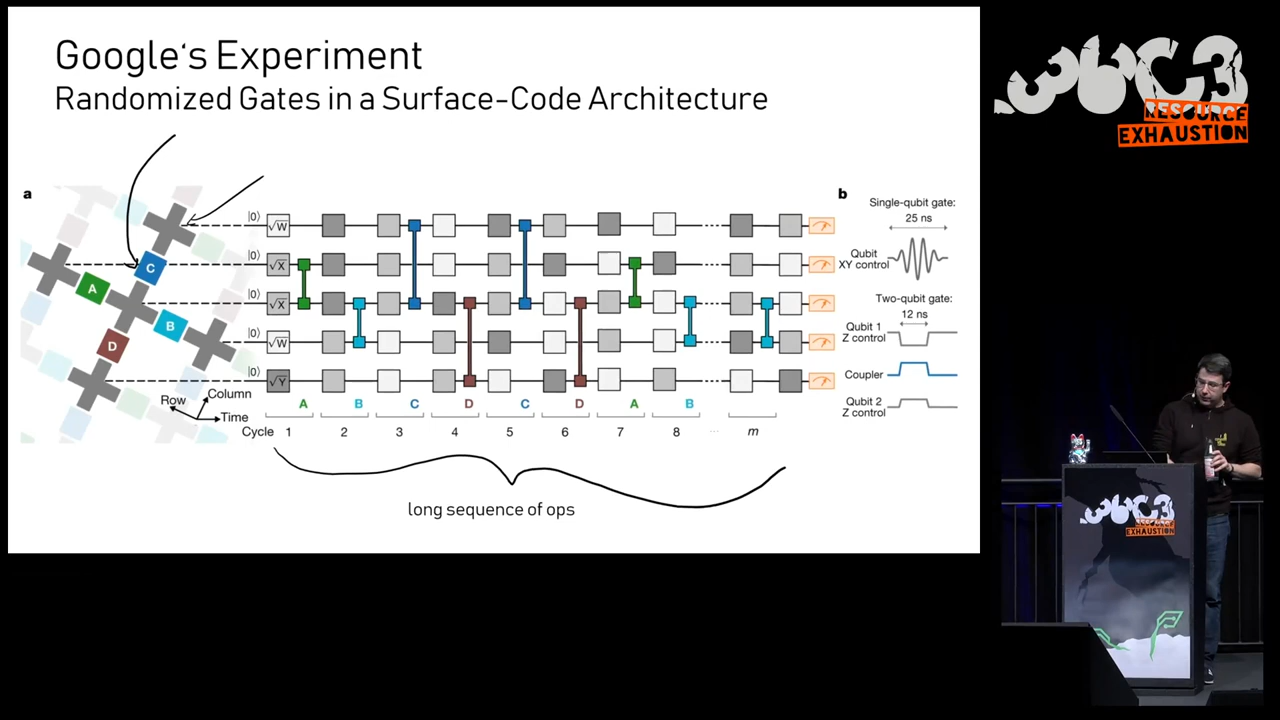 Google‘s Experiment
Randomized Gates in a Surface-Code Architecture
a
C
A
B
D
Row
Column
Time
|0⟩ √W
|0⟩ √X
|0⟩ √X
|0⟩ √W
|0⟩ √Y
A B C D C D A B
Cycle 1 2 3 4 5 6 7 8 ... m
long sequence of ops
b
Single-qubit gate:
25 ns
Qubit
XY control
Two-qubit gate:
12 ns
Qubit 1
Z control
Coupler
Qubit 2
Z control
36C3
RESOURCE
EXHAUSTION
36C3
RESOURCE
EXHAUSTION